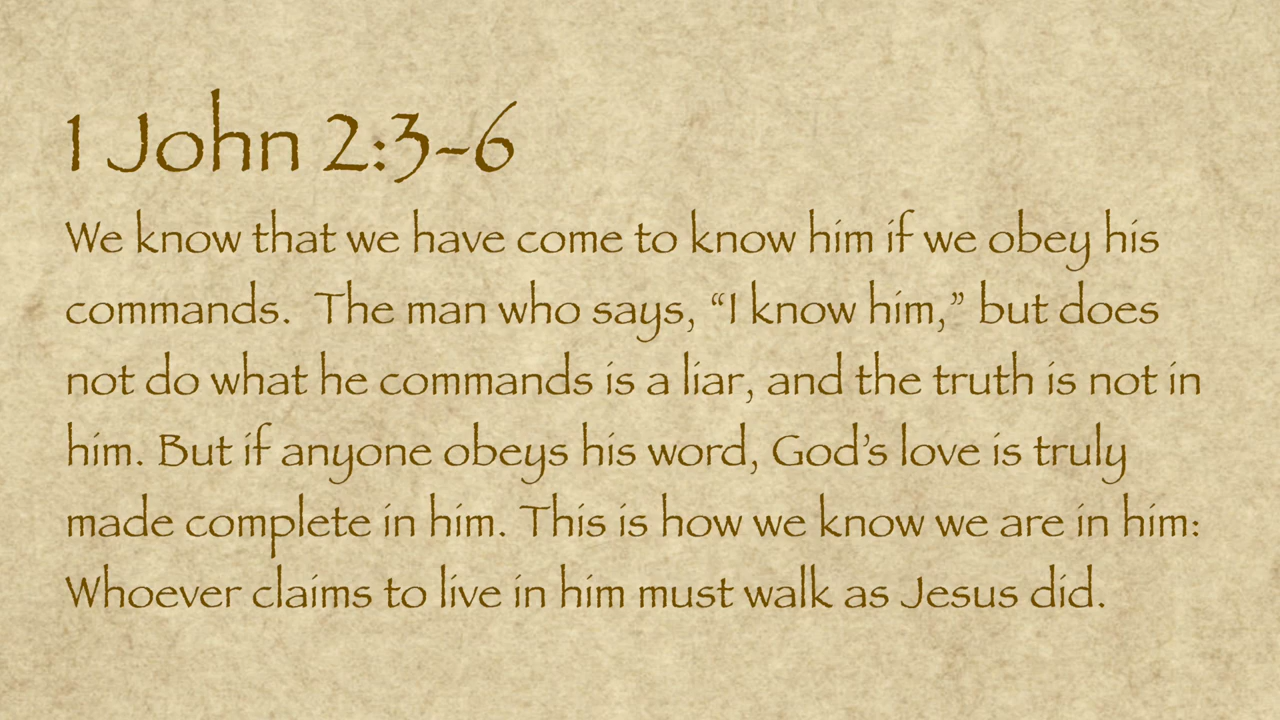 1 John 2:3-6
We know that we have come to know him if we obey his
commands.  The man who says, “I know him,” but does
not do what he commands is a liar, and the truth is not in
him. But if anyone obeys his word, God’s love is truly
made complete in him. This is how we know we are in him:
Whoever claims to live in him must walk as Jesus did.